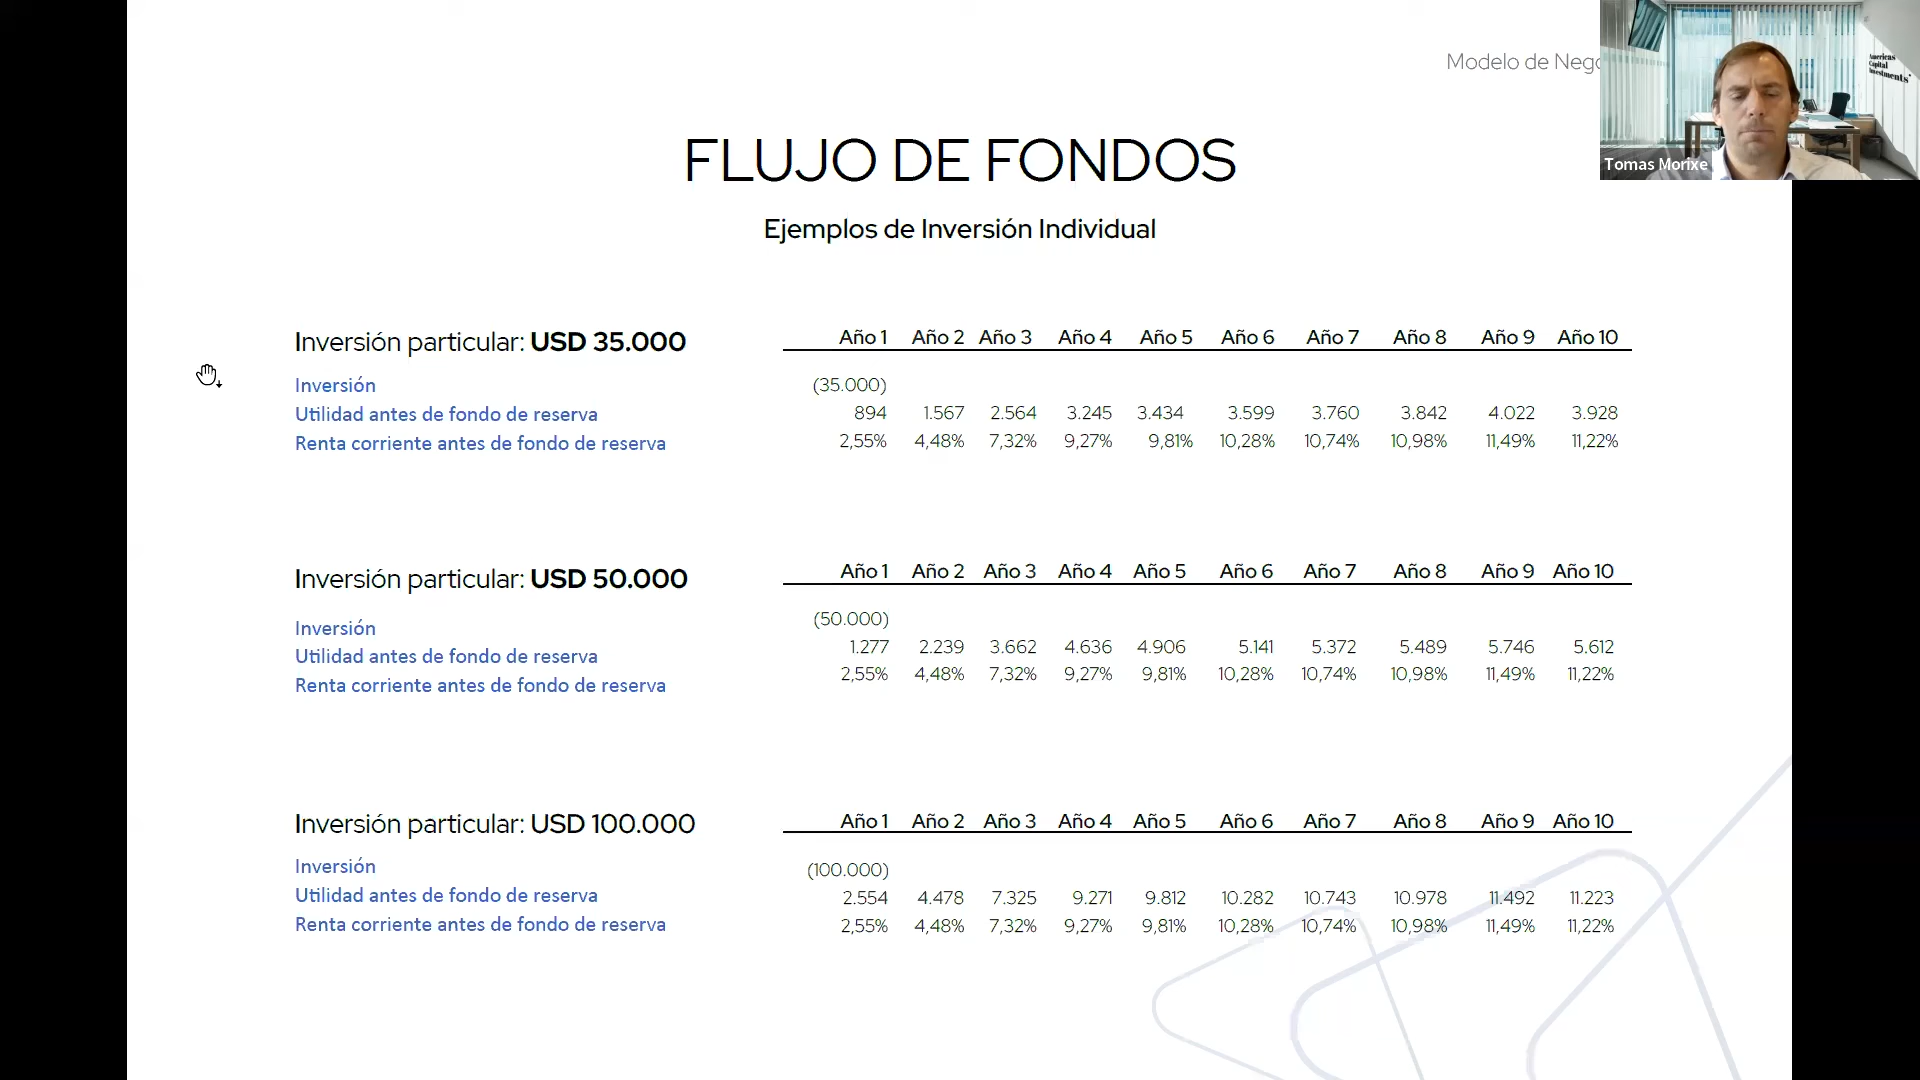 Modelo de Nego
Americas
Capital
Investments
Tomas Morixe
FLUJO DE FONDOS
Ejemplos de Inversión Individual
Inversión particular: USD 35.000
Año 1 Año 2 Año 3 Año 4 Año 5 Año 6 Año 7 Año 8 Año 9 Año 10
Inversión (35.000)
Utilidad antes de fondo de reserva 894 1.567 2.564 3.245 3.434 3.599 3.760 3.842 4.022 3.928
Renta corriente antes de fondo de reserva 2,55% 4,48% 7,32% 9,27% 9,81% 10,28% 10,74% 10,98% 11,49% 11,22%
Inversión particular: USD 50.000
Año 1 Año 2 Año 3 Año 4 Año 5 Año 6 Año 7 Año 8 Año 9 Año 10
Inversión (50.000)
Utilidad antes de fondo de reserva 1.277 2.239 3.662 4.636 4.906 5.141 5.372 5.489 5.746 5.612
Renta corriente antes de fondo de reserva 2,55% 4,48% 7,32% 9,27% 9,81% 10,28% 10,74% 10,98% 11,49% 11,22%
Inversión particular: USD 100.000
Año 1 Año 2 Año 3 Año 4 Año 5 Año 6 Año 7 Año 8 Año 9 Año 10
Inversión (100.000)
Utilidad antes de fondo de reserva 2.554 4.478 7.325 9.271 9.812 10.282 10.743 10.978 11.492 11.223
Renta corriente antes de fondo de reserva 2,55% 4,48% 7,32% 9,27% 9,81% 10,28% 10,74% 10,98% 11,49% 11,22%